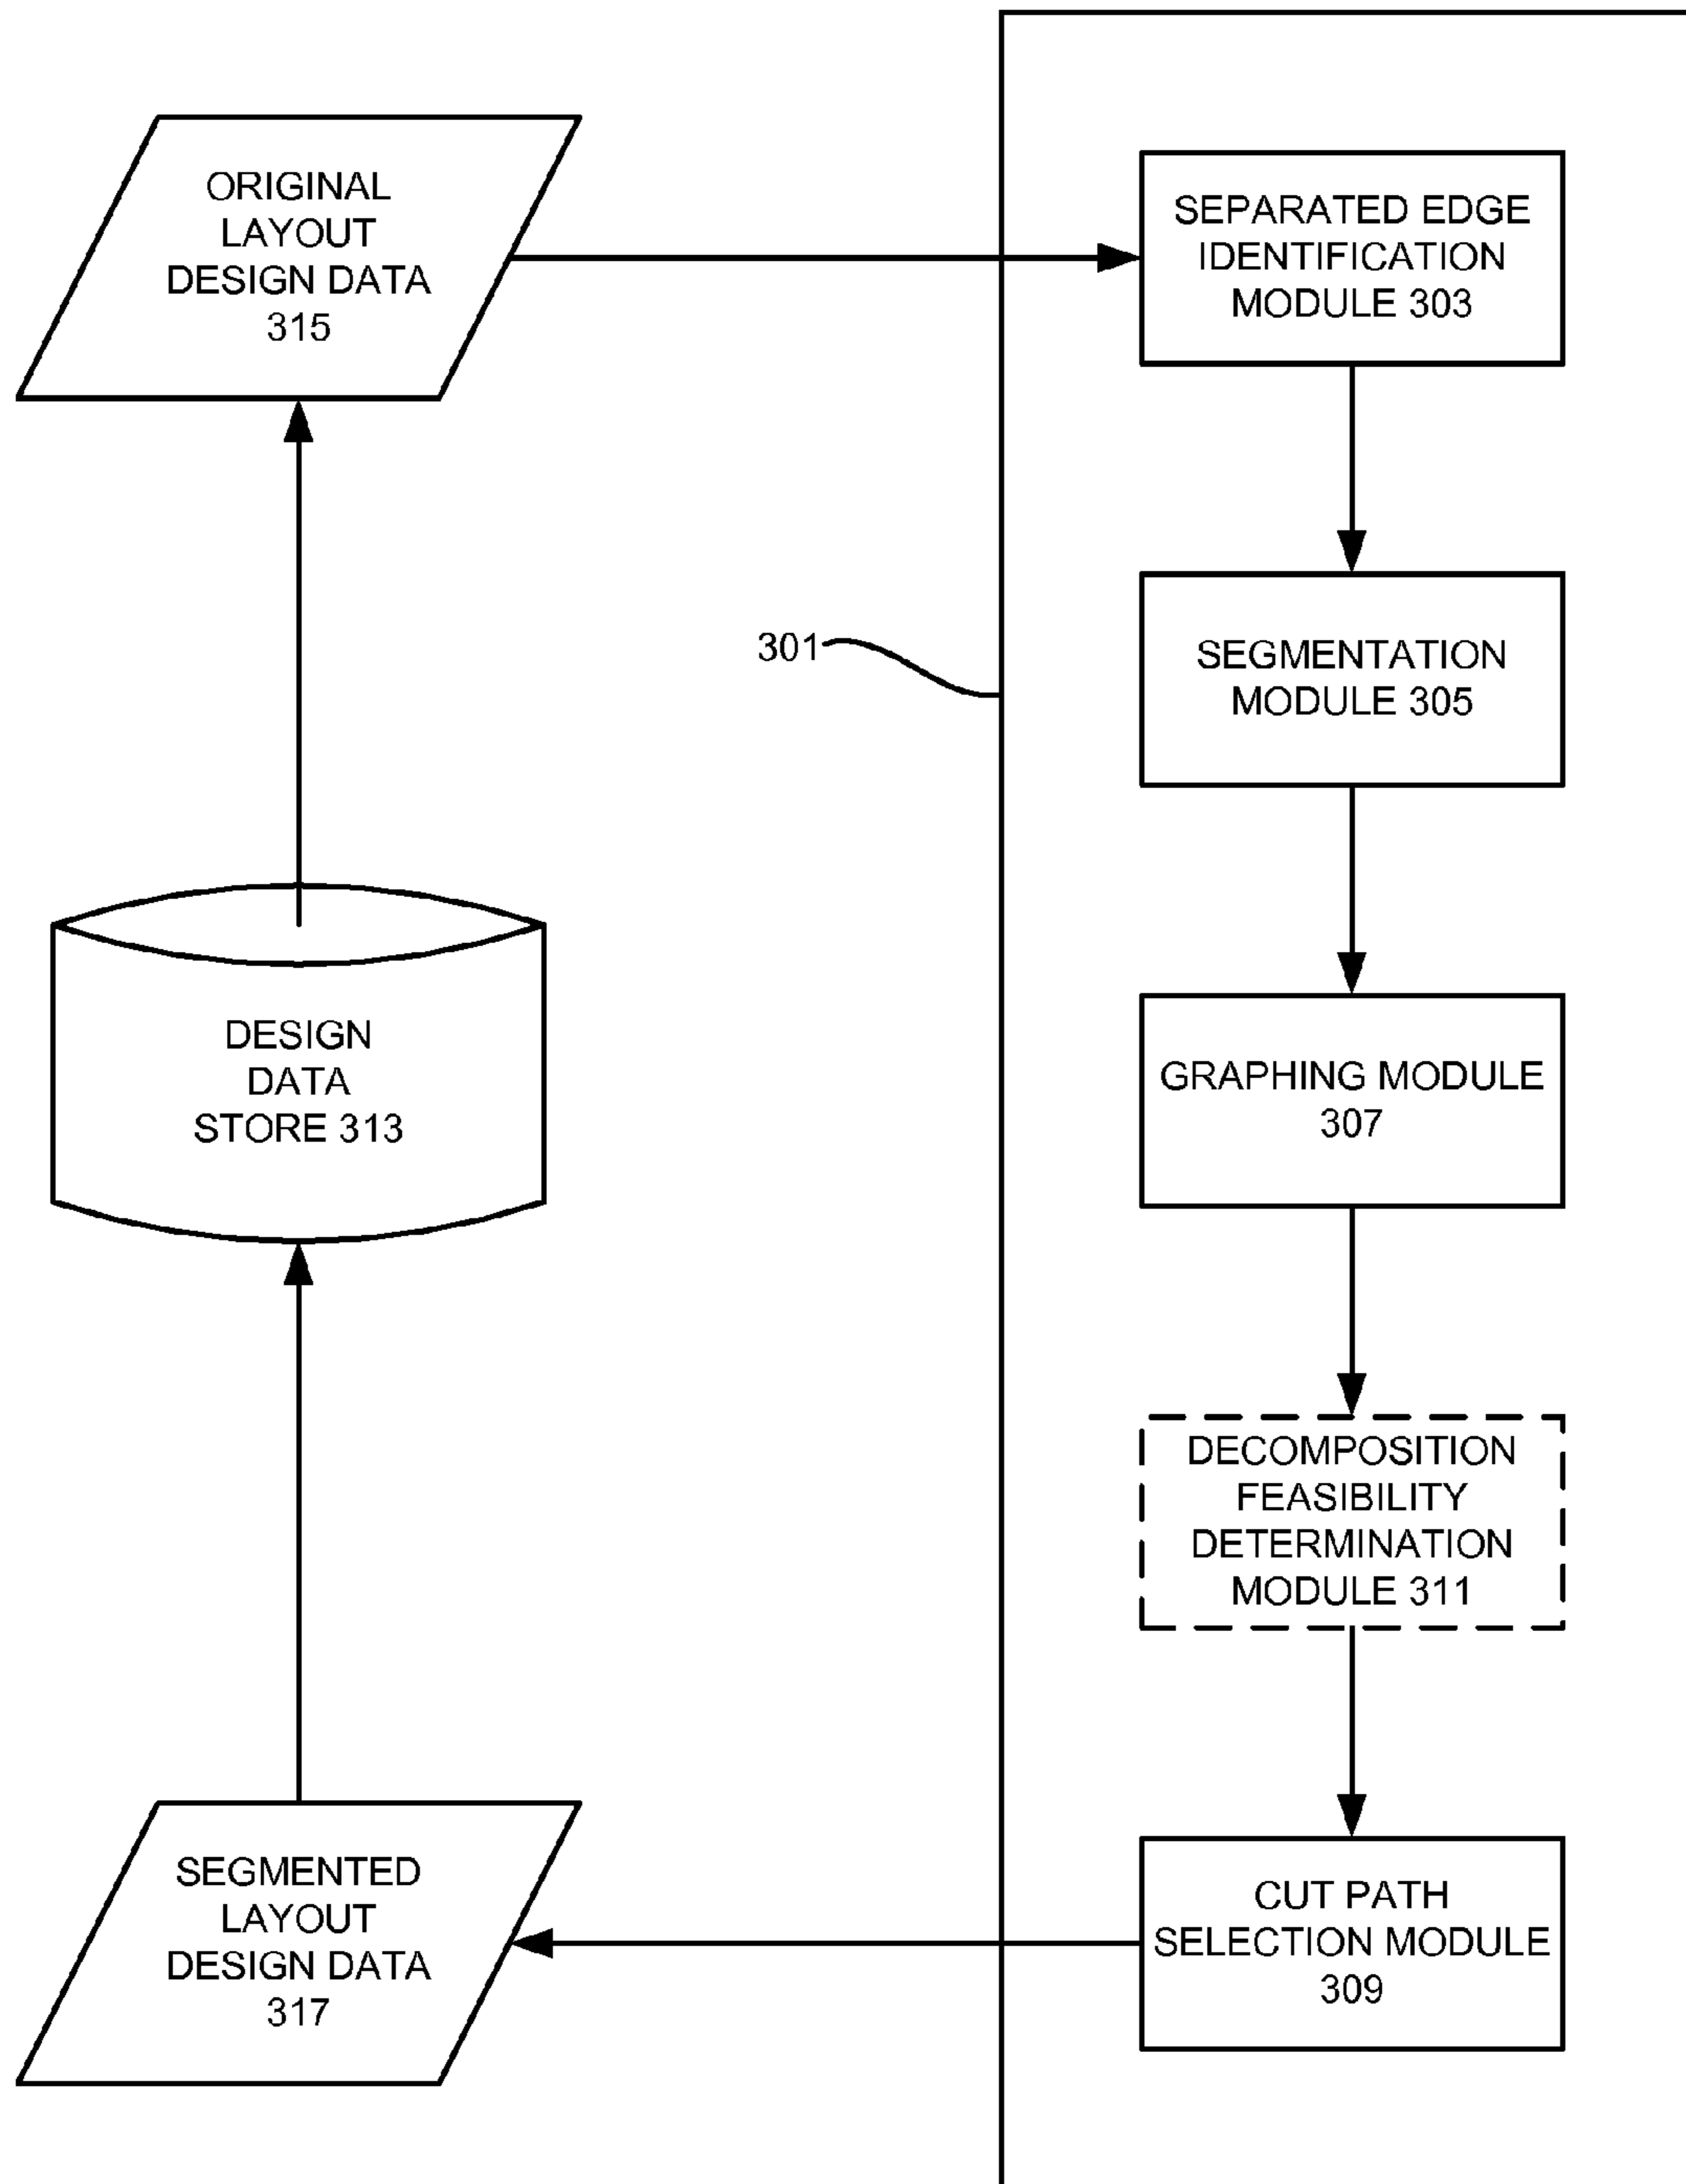 ORIGINAL
LAYOUT
DESIGN DATA
315
SEPARATED EDGE
IDENTIFICATION
MODULE 303
301
SEGMENTATION
MODULE 305
DESIGN
DATA
STORE 313
GRAPHING MODULE
307
DECOMPOSITION
FEASIBILITY
DETERMINATION
MODULE 311
SEGMENTED
LAYOUT
DESIGN DATA
317
CUT PATH
SELECTION MODULE
309